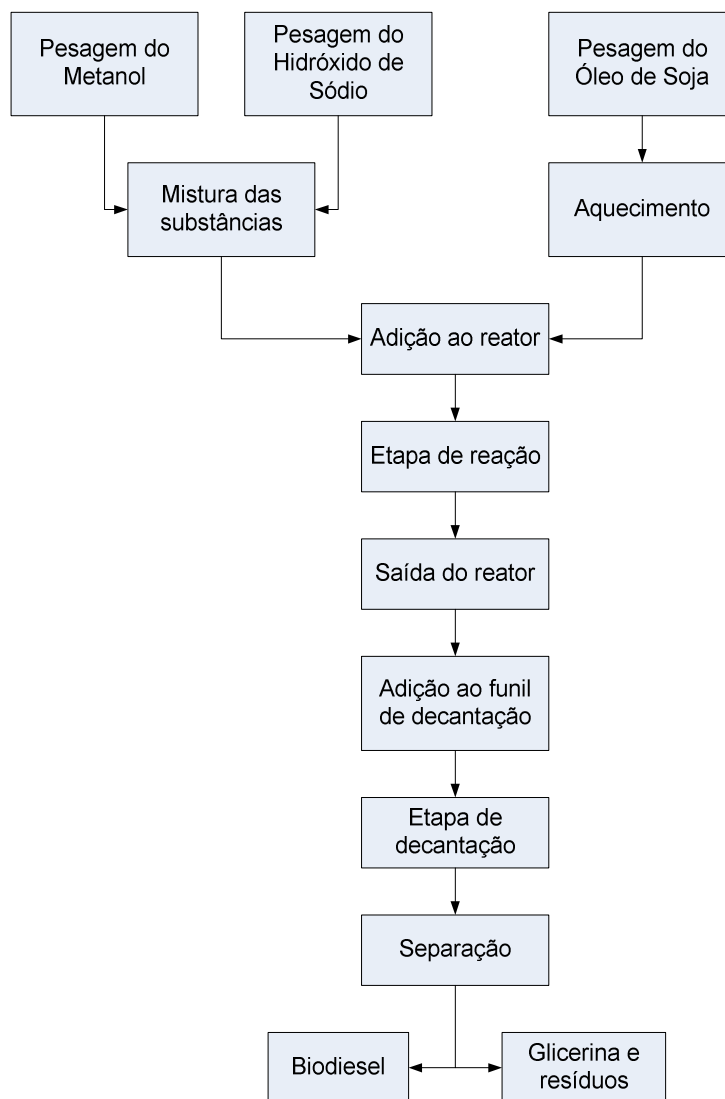 Pesagem do
Metanol
Pesagem do
Hidróxido de
Sódio
Pesagem do
Óleo de Soja
Mistura das
substâncias
Aquecimento
Adição ao reator
Etapa de reação
Saída do reator
Adição ao funil
de decantação
Etapa de
decantação
Separação
Biodiesel
Glicerina e
resíduos